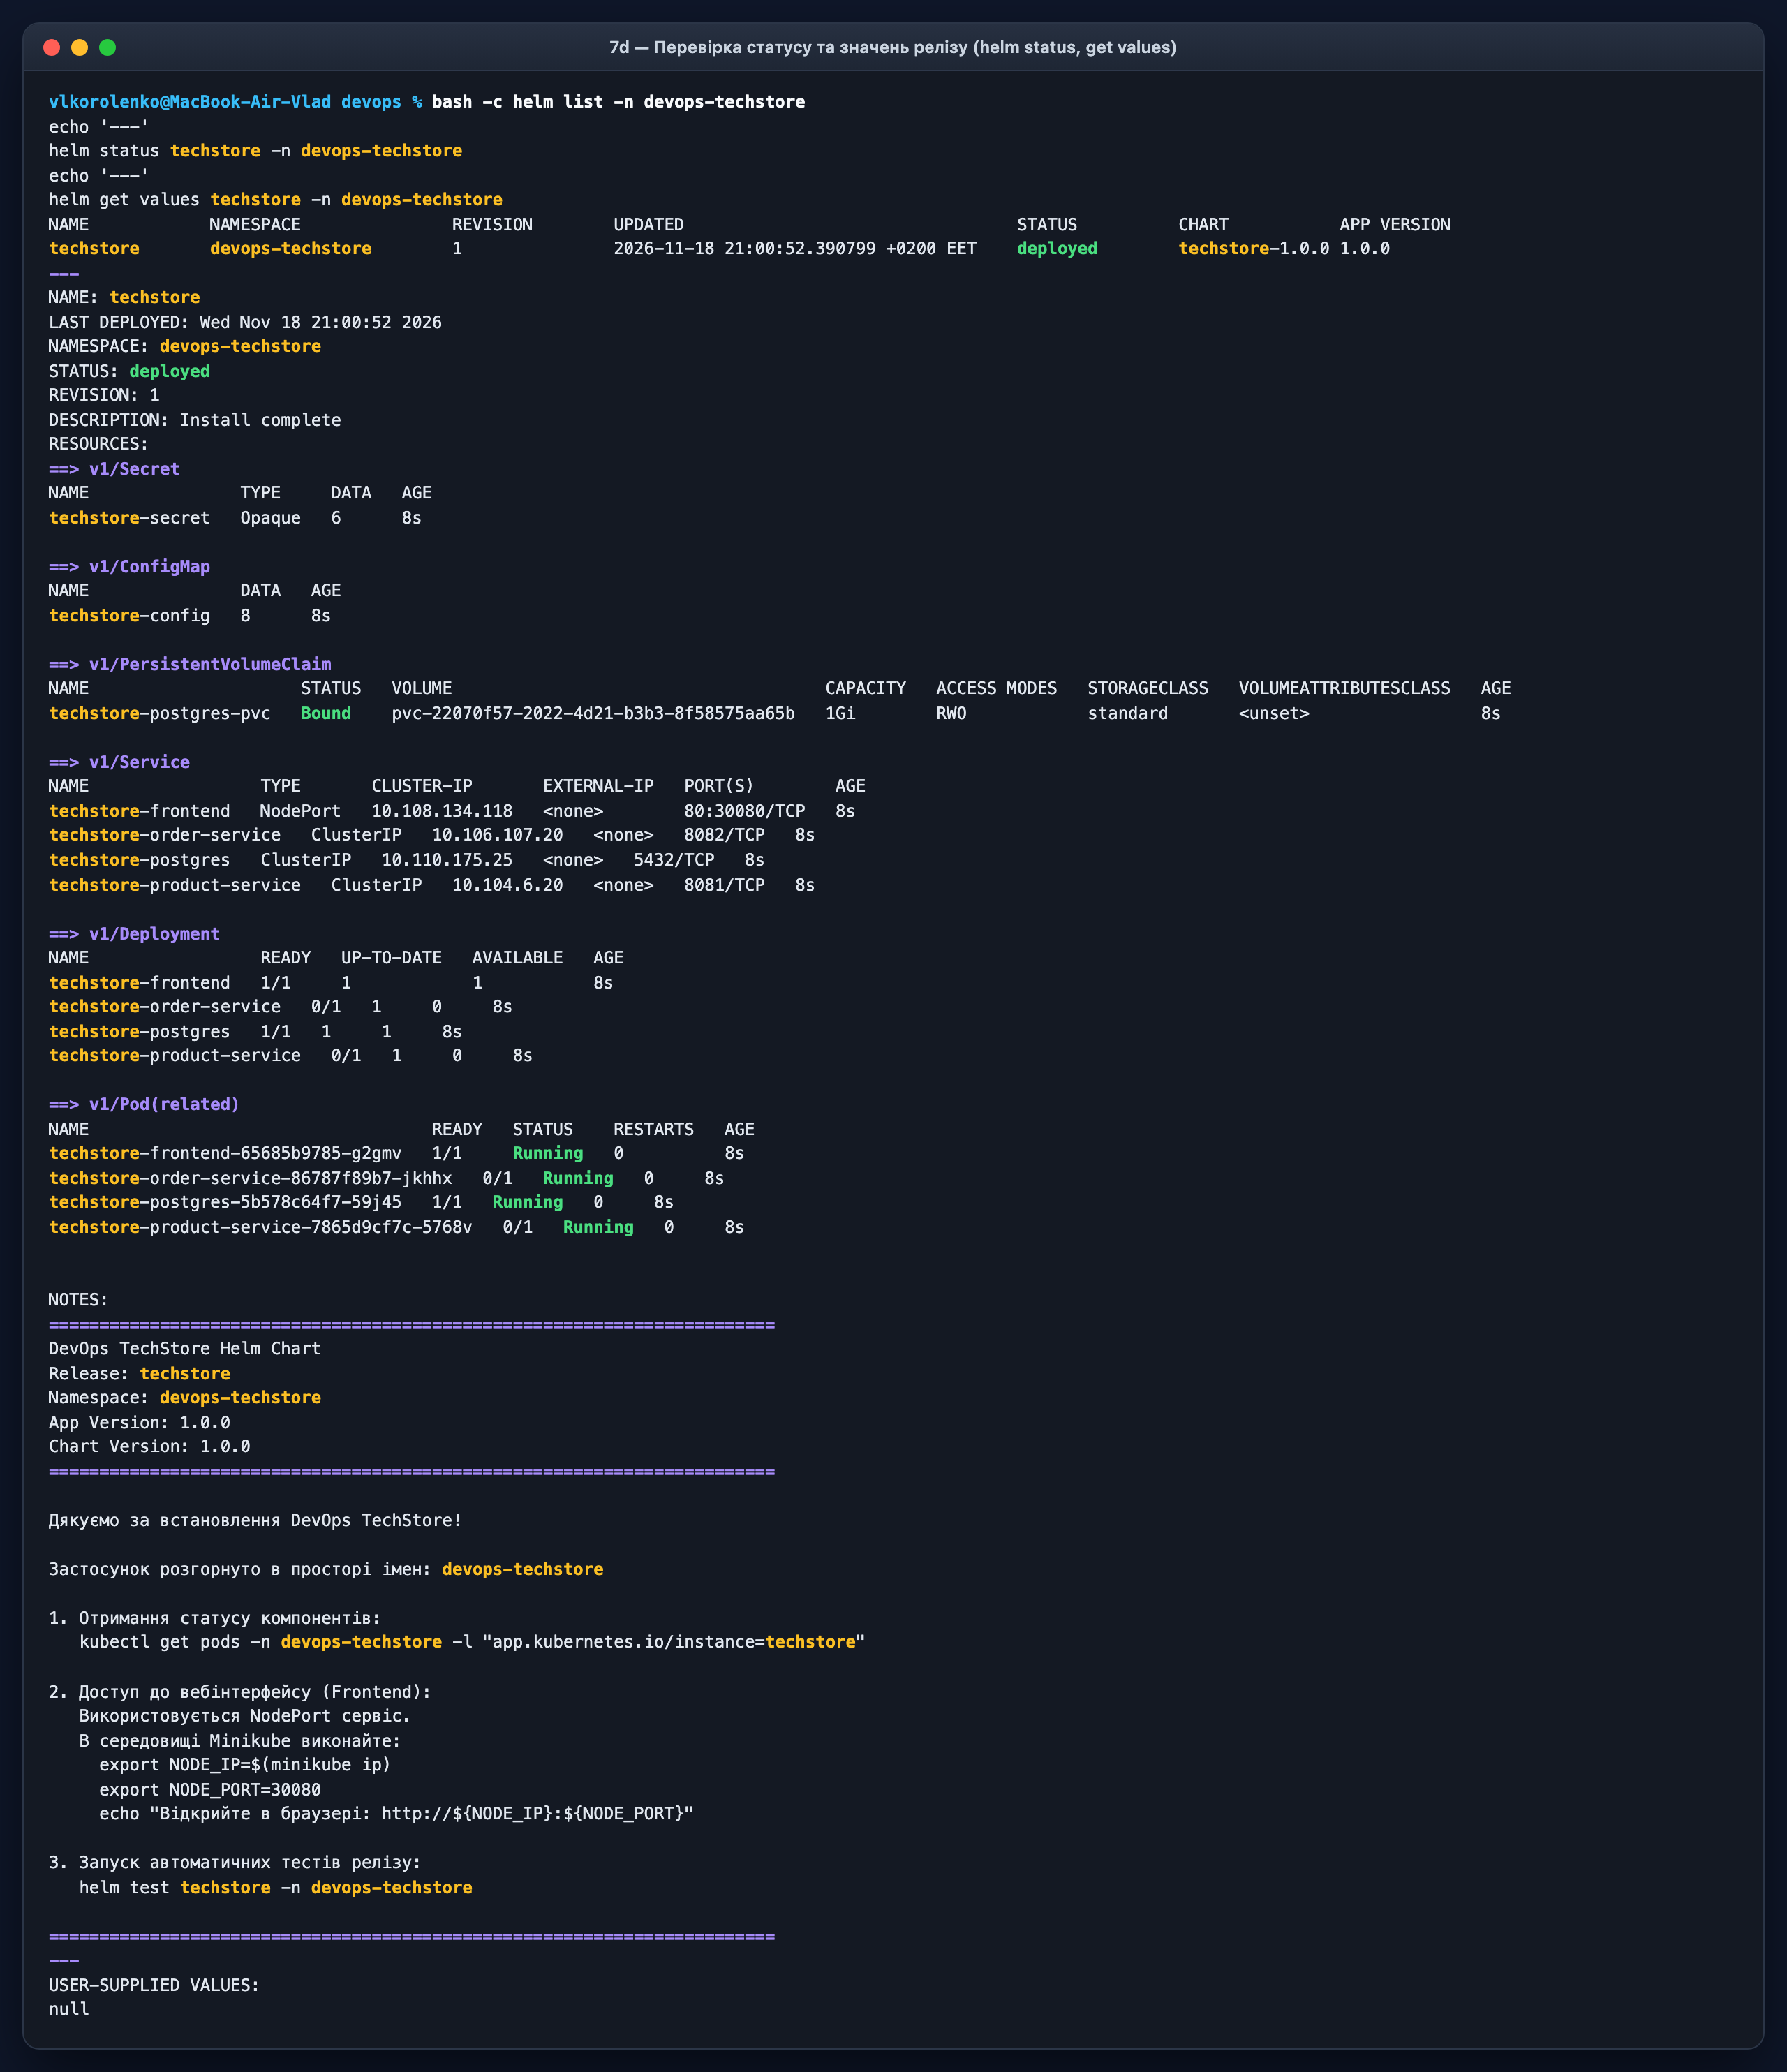 7d — Перевірка статусу та значень релізу (helm status, get values)
vlkorolenko@MacBook-Air-Vlad devops % bash -c helm list -n devops-techstore
echo '---'
helm status techstore -n devops-techstore
echo '---'
helm get values techstore -n devops-techstore
NAME            NAMESPACE               REVISION        UPDATED                                 STATUS          CHART           APP VERSION
techstore       devops-techstore        1               2026-11-18 21:00:52.390799 +0200 EET    deployed        techstore-1.0.0 1.0.0
---
NAME: techstore
LAST DEPLOYED: Wed Nov 18 21:00:52 2026
NAMESPACE: devops-techstore
STATUS: deployed
REVISION: 1
DESCRIPTION: Install complete
RESOURCES:
==> v1/Secret
NAME               TYPE     DATA   AGE
techstore-secret   Opaque   6      8s
==> v1/ConfigMap
NAME               DATA   AGE
techstore-config   8      8s
==> v1/PersistentVolumeClaim
NAME                     STATUS   VOLUME                                     CAPACITY   ACCESS MODES   STORAGECLASS   VOLUMEATTRIBUTESCLASS   AGE
techstore-postgres-pvc   Bound    pvc-22070f57-2022-4d21-b3b3-8f58575aa65b   1Gi        RWO            standard       <unset>                 8s
==> v1/Service
NAME                 TYPE       CLUSTER-IP       EXTERNAL-IP   PORT(S)        AGE
techstore-frontend   NodePort   10.108.134.118   <none>        80:30080/TCP   8s
techstore-order-service   ClusterIP   10.106.107.20   <none>   8082/TCP   8s
techstore-postgres   ClusterIP   10.110.175.25   <none>   5432/TCP   8s
techstore-product-service   ClusterIP   10.104.6.20   <none>   8081/TCP   8s
==> v1/Deployment
NAME                 READY   UP-TO-DATE   AVAILABLE   AGE
techstore-frontend   1/1     1            1           8s
techstore-order-service   0/1   1     0     8s
techstore-postgres   1/1   1     1     8s
techstore-product-service   0/1   1     0     8s
==> v1/Pod(related)
NAME                                  READY   STATUS    RESTARTS   AGE
techstore-frontend-65685b9785-g2gmv   1/1     Running   0          8s
techstore-order-service-86787f89b7-jkhhx   0/1   Running   0     8s
techstore-postgres-5b578c64f7-59j45   1/1   Running   0     8s
techstore-product-service-7865d9cf7c-5768v   0/1   Running   0     8s
NOTES:
========================================================================
DevOps TechStore Helm Chart
Release: techstore
Namespace: devops-techstore
App Version: 1.0.0
Chart Version: 1.0.0
========================================================================
Дякуємо за встановлення DevOps TechStore!
Застосунок розгорнуто в просторі імен: devops-techstore
1. Отримання статусу компонентів:
kubectl get pods -n devops-techstore -l "app.kubernetes.io/instance=techstore"
2. Доступ до вебінтерфейсу (Frontend):
Використовується NodePort сервіс.
В середовищі Minikube виконайте:
export NODE_IP=$(minikube ip)
export NODE_PORT=30080
echo "Відкрийте в браузері: http://${NODE_IP}:${NODE_PORT}"
3. Запуск автоматичних тестів релізу:
helm test techstore -n devops-techstore
========================================================================
---
USER-SUPPLIED VALUES:
null